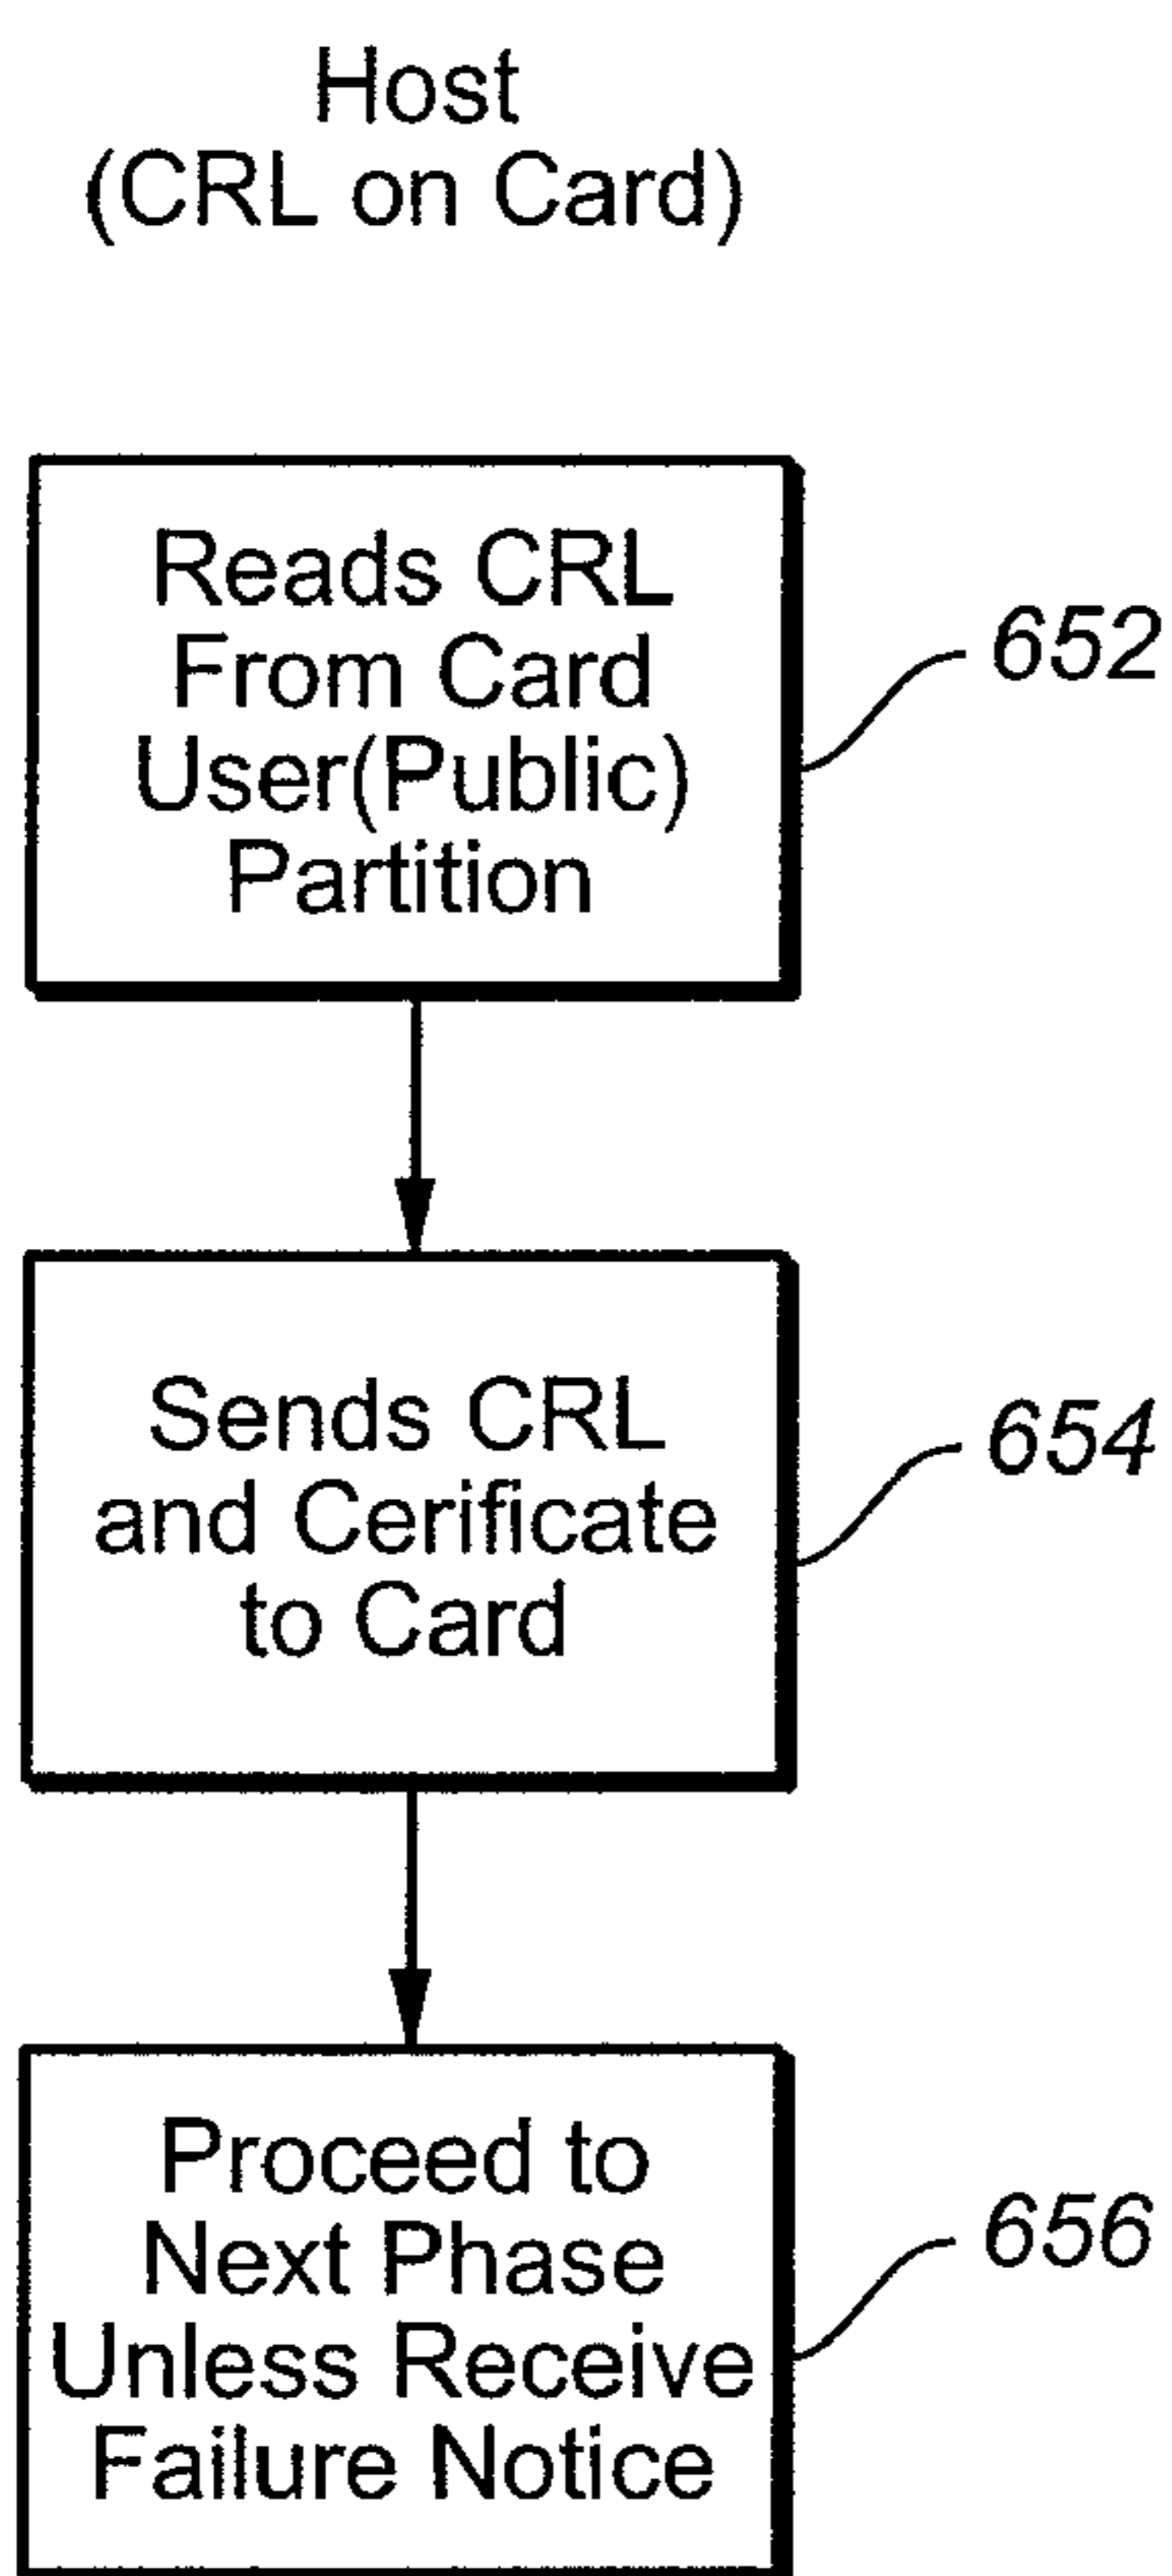 Host
(CRL on Card)
Reads CRL
From Card
User(Public)
Partition
652
Sends CRL
and Cerificate
to Card
654
Proceed to
Next Phase
Unless Receive
Failure Notice
656